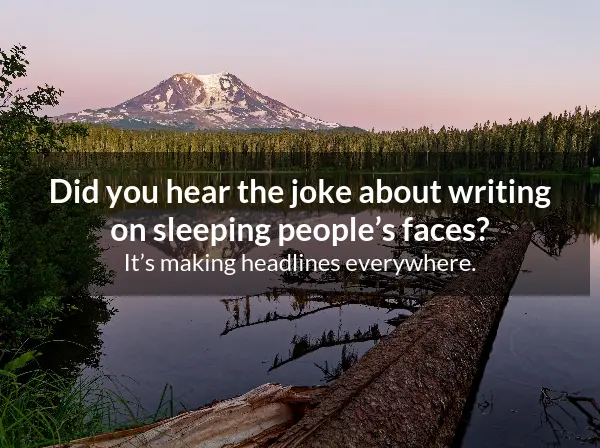 Did you hear the joke about writing
on sleeping people’s faces?
It’s making headlines everywhere.